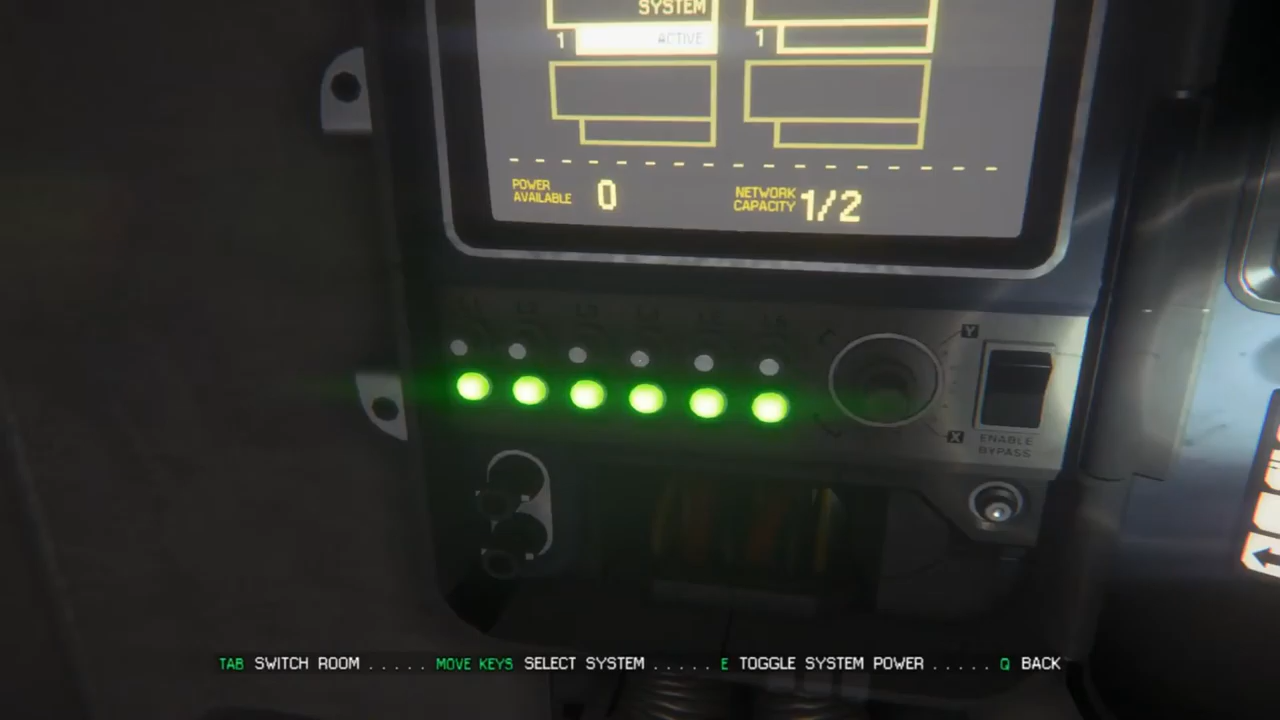 SYSTEM
1 ACTIVE 1
POWER AVAILABLE 0 NETWORK CAPACITY 1/2
Y
X
ENABLE
BYPASS
TAB SWITCH ROOM ..... MOVE KEYS SELECT SYSTEM ..... E TOGGLE SYSTEM POWER ..... Q BACK